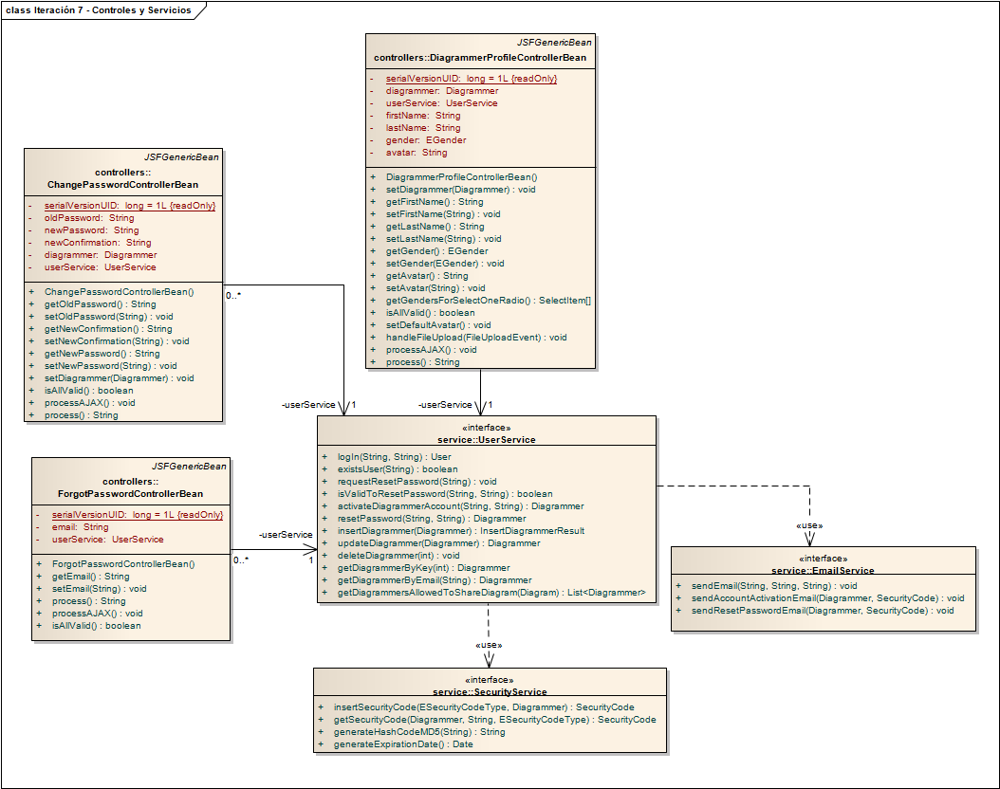 class Iteración 7 - Controles y Servicios
JSFGenericBean
controllers::DiagrammerProfileControllerBean
- serialVersionUID: long = 1L {readOnly}
- diagrammer: Diagrammer
- userService: UserService
- firstName: String
- lastName: String
- gender: EGender
- avatar: String
+ DiagrammerProfileControllerBean()
+ setDiagrammer(Diagrammer) : void
+ getFirstName() : String
+ setFirstName(String) : void
+ getLastName() : String
+ setLastName(String) : void
+ getGender() : EGender
+ setGender(EGender) : void
+ getAvatar() : String
+ setAvatar(String) : void
+ getGendersForSelectOneRadio() : SelectItem[]
+ isAllValid() : boolean
+ setDefaultAvatar() : void
+ handleFileUpload(FileUploadEvent) : void
+ processAJAX() : void
+ process() : String
JSFGenericBean
controllers::
ChangePasswordControllerBean
- serialVersionUID: long = 1L {readOnly}
- oldPassword: String
- newPassword: String
- newConfirmation: String
- diagrammer: Diagrammer
- userService: UserService
+ ChangePasswordControllerBean()
+ getOldPassword() : String
+ setOldPassword(String) : void
+ getNewConfirmation() : String
+ setNewConfirmation(String) : void
+ getNewPassword() : String
+ setNewPassword(String) : void
+ setDiagrammer(Diagrammer) : void
+ isAllValid() : boolean
+ processAJAX() : void
+ process() : String
0..*
-userService
1
-userService
1
«interface»
service::UserService
+ logIn(String, String) : User
+ existsUser(String) : boolean
+ requestResetPassword(String) : void
+ isValidToResetPassword(String, String) : boolean
+ activateDiagrammerAccount(String, String) : Diagrammer
+ resetPassword(String, String) : Diagrammer
+ insertDiagrammer(Diagrammer) : InsertDiagrammerResult
+ updateDiagrammer(Diagrammer) : Diagrammer
+ deleteDiagrammer(int) : void
+ getDiagrammerByKey(int) : Diagrammer
+ getDiagrammerByEmail(String) : Diagrammer
+ getDiagrammersAllowedToShareDiagram(Diagram) : List<Diagrammer>
JSFGenericBean
controllers::
ForgotPasswordControllerBean
- serialVersionUID: long = 1L {readOnly}
- email: String
- userService: UserService
+ ForgotPasswordControllerBean()
+ getEmail() : String
+ setEmail(String) : void
+ process() : String
+ processAJAX() : void
+ isAllValid() : boolean
-userService
0..*
1
«use»
«interface»
service::EmailService
+ sendEmail(String, String, String) : void
+ sendAccountActivationEmail(Diagrammer, SecurityCode) : void
+ sendResetPasswordEmail(Diagrammer, SecurityCode) : void
«use»
«interface»
service::SecurityService
+ insertSecurityCode(ESecurityCodeType, Diagrammer) : SecurityCode
+ getSecurityCode(Diagrammer, String, ESecurityCodeType) : SecurityCode
+ generateHashCodeMD5(String) : String
+ generateExpirationDate() : Date